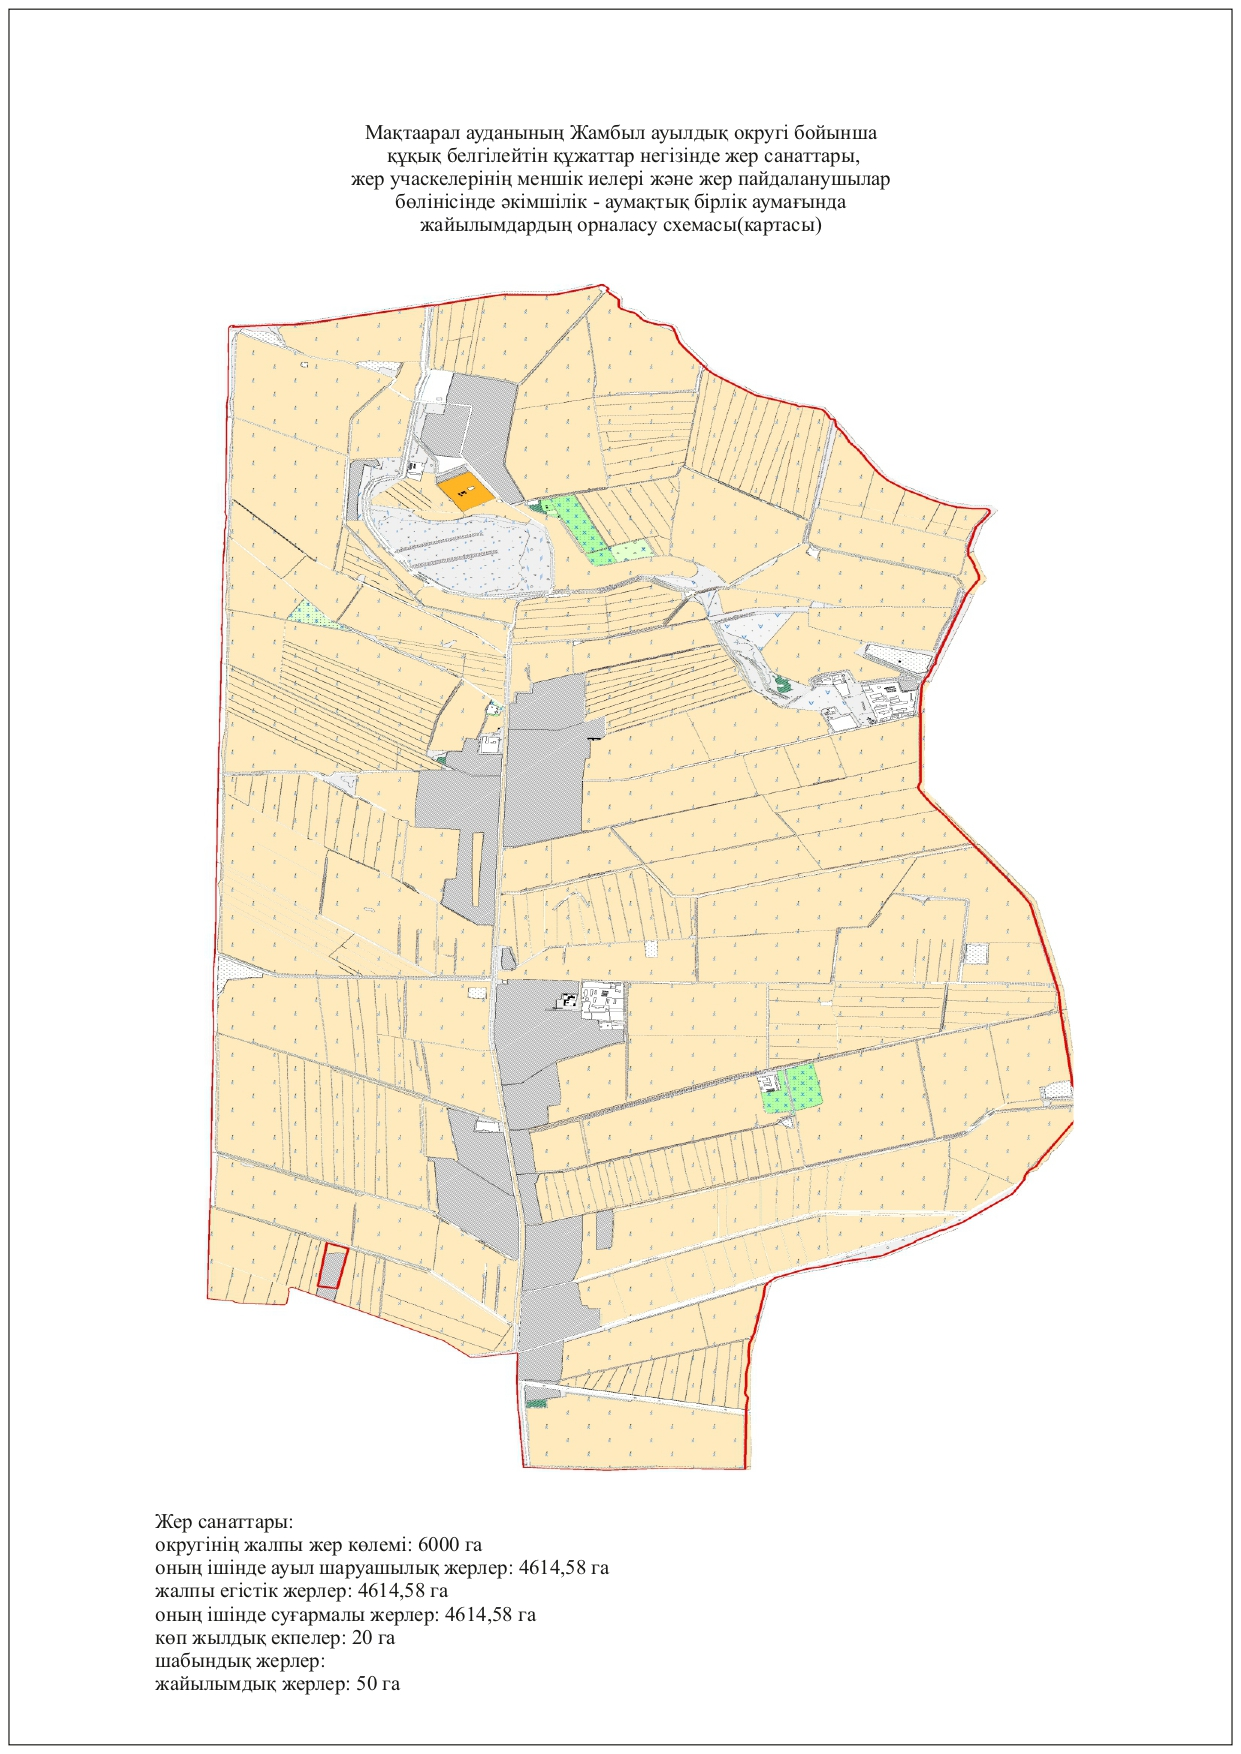 Мақтаарал ауданының Жамбыл ауылдық округі бойынша
құқық белгілейтін құжаттар негізінде жер санаттары,
жер учаскелерінің меншік иелері және жер пайдаланушылар
бөлінісінде әкімшілік - аумақтық бірлік аумағында
жайылымдардың орналасу схемасы(картасы)
Жер санаттары:
округінің жалпы жер көлемі: 6000 га
оның ішінде ауыл шаруашылық жерлер: 4614,58 га
жалпы егістік жерлер: 4614,58 га
оның ішінде суғармалы жерлер: 4614,58 га
көп жылдық екпелер: 20 га
шабындық жерлер:
жайылымдық жерлер: 50 га